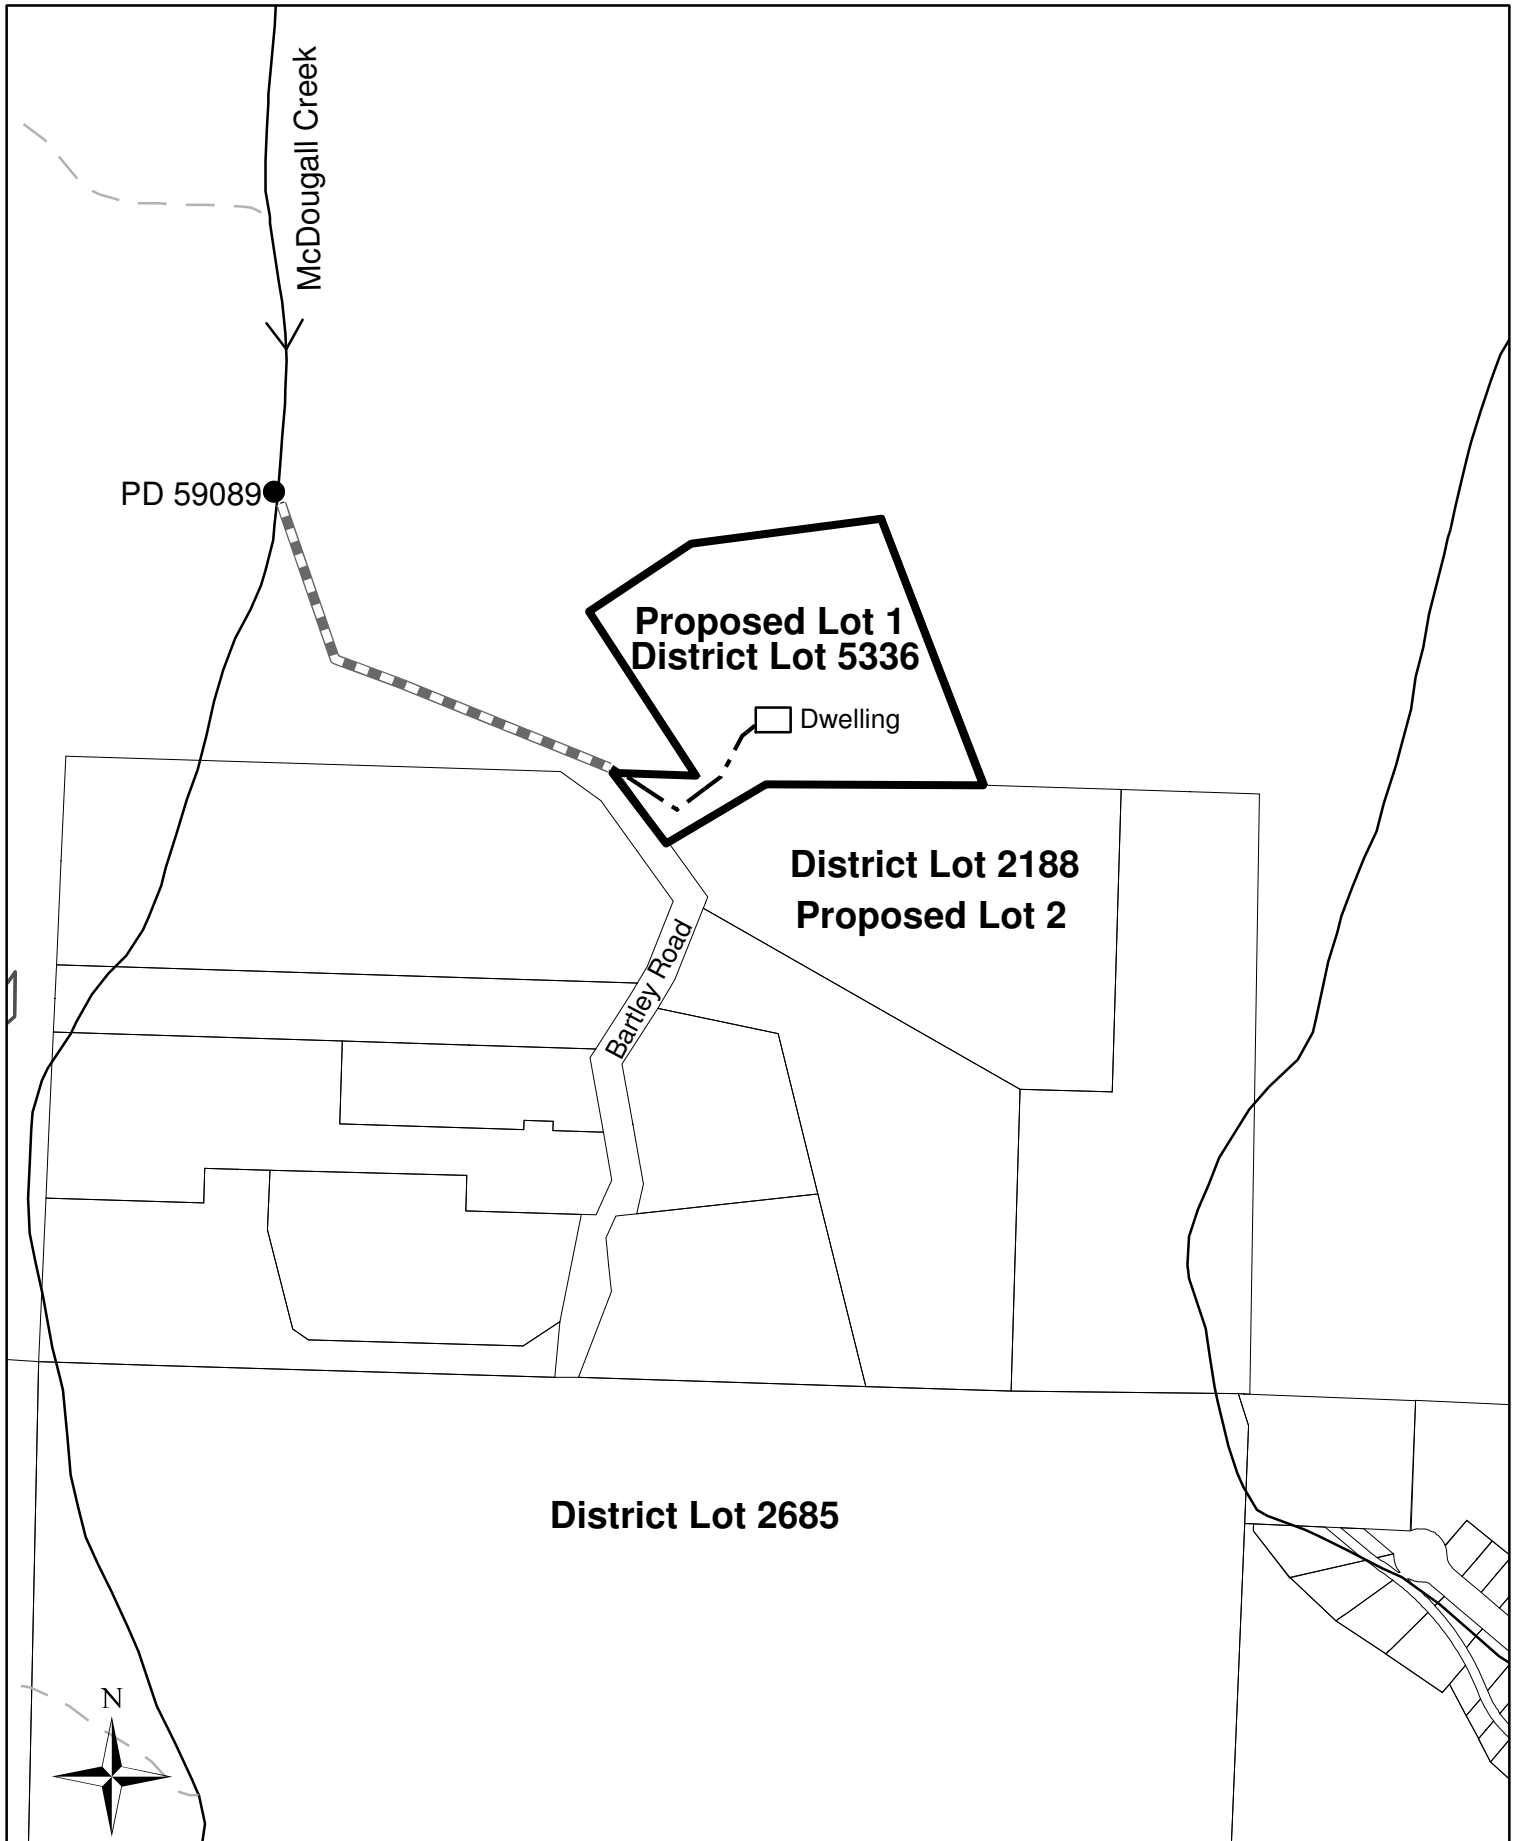 McDougall Creek
PD 59089
Proposed Lot 1
District Lot 5336
Dwelling
District Lot 2188
Proposed Lot 2
Bartley Road
District Lot 2685
N